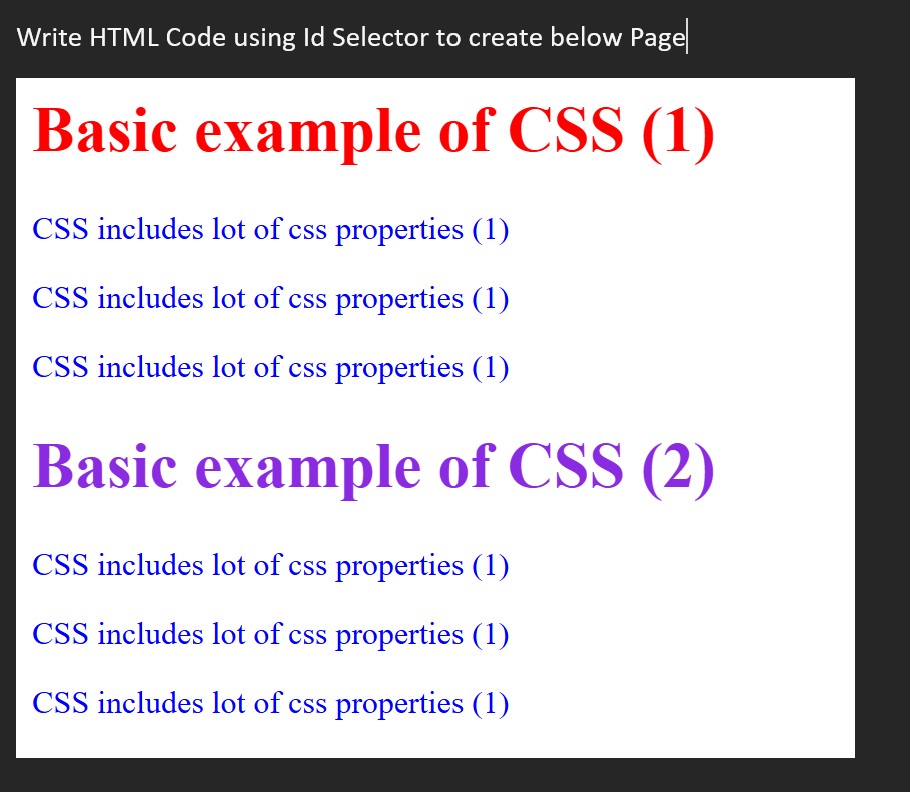 Write HTML Code using Id Selector to create below Page
Basic example of CSS (1)
CSS includes lot of css properties (1)
CSS includes lot of css properties (1)
CSS includes lot of css properties (1)
Basic example of CSS (2)
CSS includes lot of css properties (1)
CSS includes lot of css properties (1)
CSS includes lot of css properties (1)